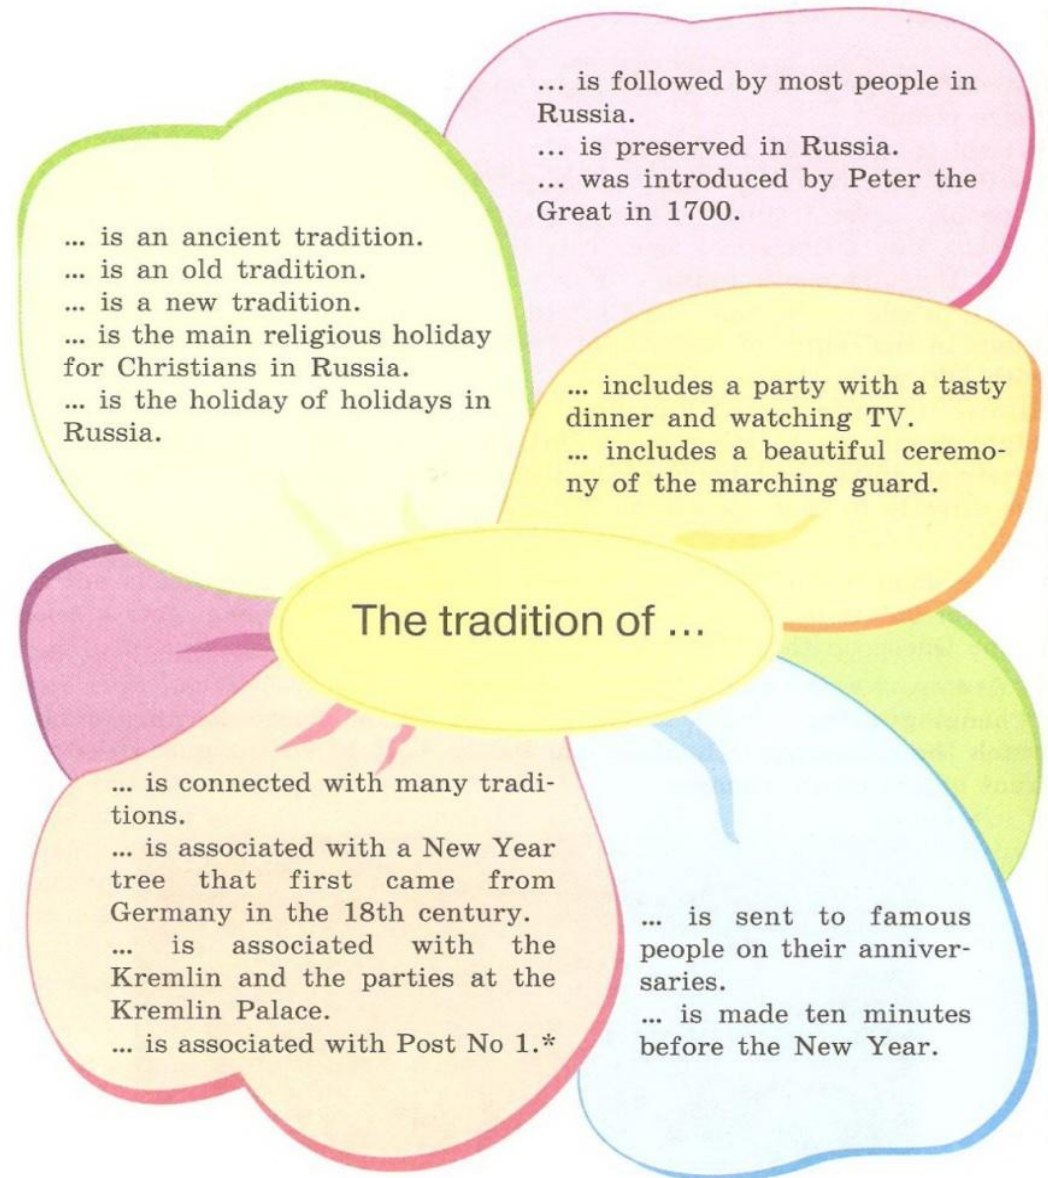 ... is followed by most people in
Russia.
... is preserved in Russia.
... was introduced by Peter the
Great in 1700.
... is an ancient tradition.
... is an old tradition.
... is a new tradition.
... is the main religious holiday
for Christians in Russia.
... is the holiday of holidays in
Russia.
... includes a party with a tasty
dinner and watching TV.
... includes a beautiful ceremo-
ny of the marching guard.
The tradition of ...
... is connected with many tradi-
tions.
... is associated with a New Year
tree that first came from
Germany in the 18th century.
... is associated with the
Kremlin and the parties at the
Kremlin Palace.
... is associated with Post No 1.*
... is sent to famous
people on their anniver-
saries.
... is made ten minutes
before the New Year.